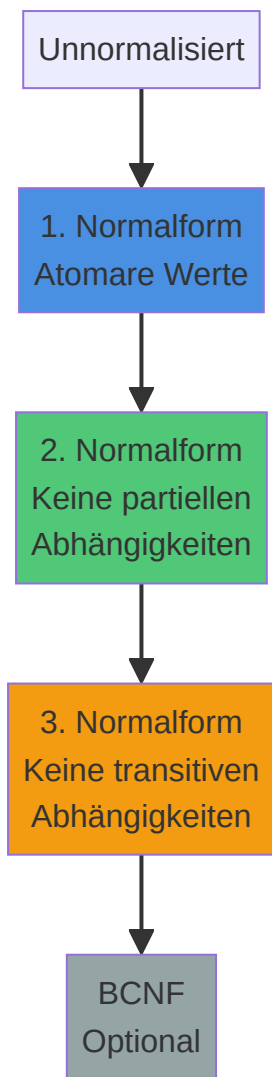 Unnormalisiert
1. Normalform
Atomare Werte
2. Normalform
Keine partiellen
Abhängigkeiten
3. Normalform
Keine transitiven
Abhängigkeiten
BCNF
Optional